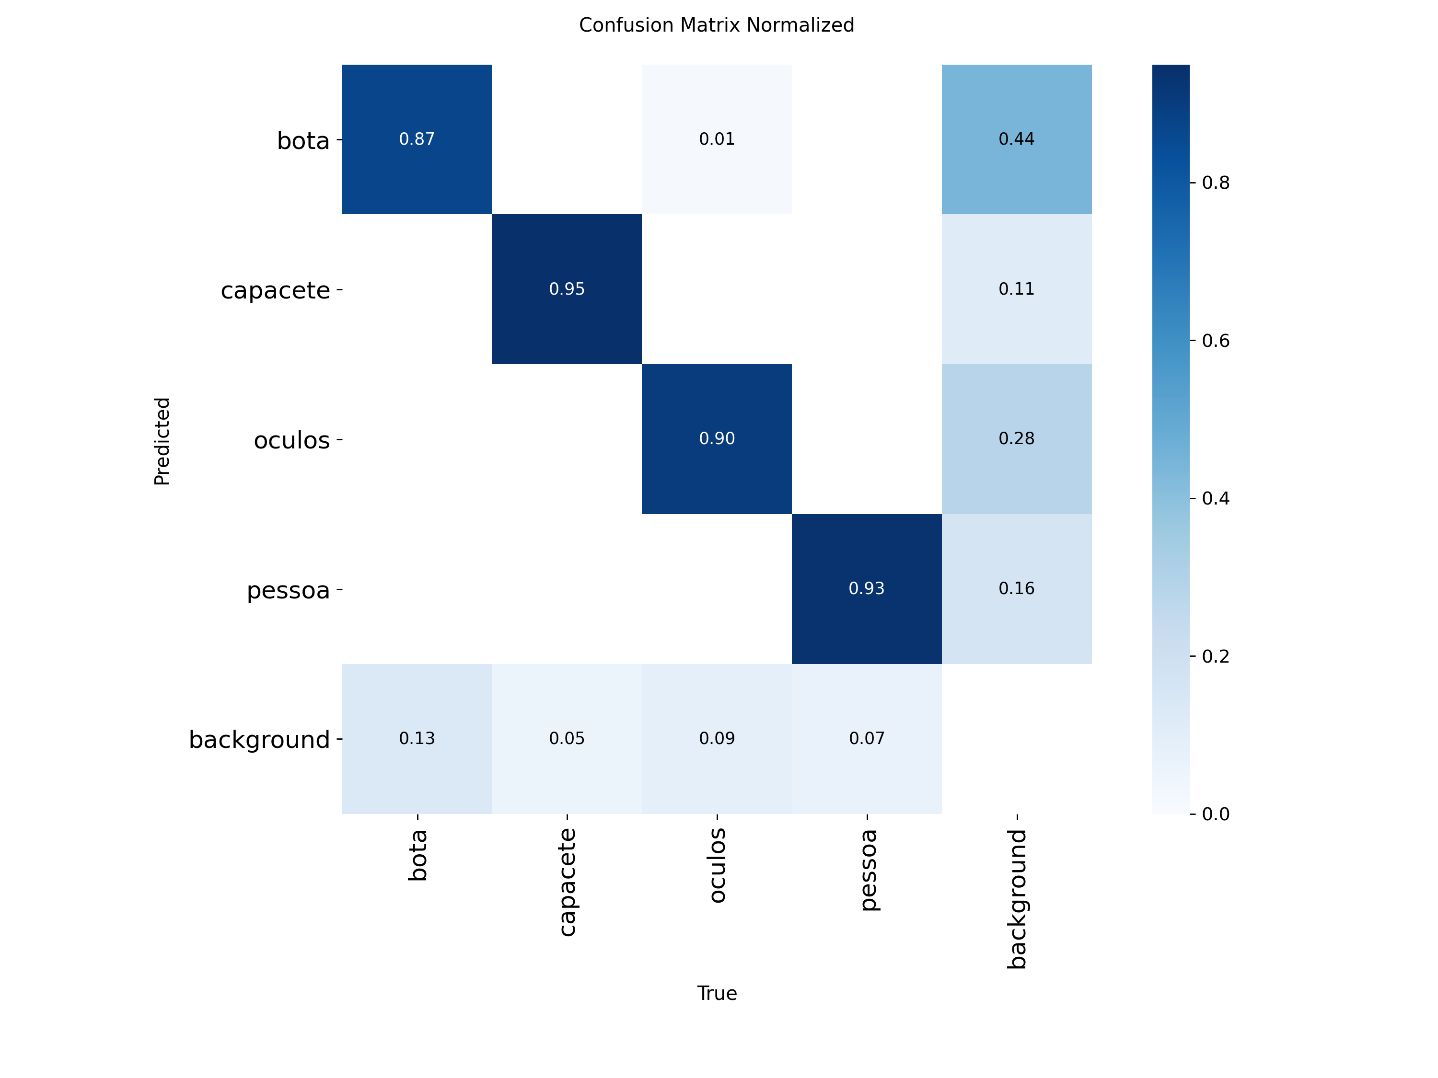 Confusion Matrix Normalized
bota
0.87
0.01
0.44
capacete
0.95
0.11
oculos
0.90
0.28
pessoa
0.93
0.16
background
0.13
0.05
0.09
0.07
Predicted
bota
capacete
oculos
pessoa
background
True
0.8
0.6
0.4
0.2
0.0